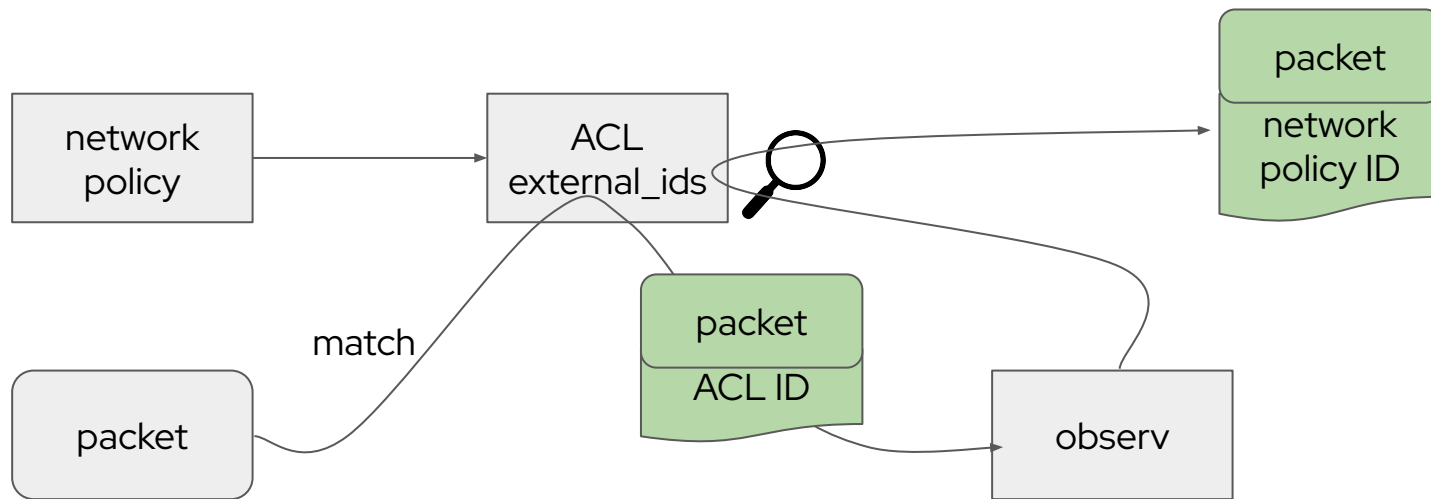 network
policy
ACL
external_ids
packet
network
policy ID
match
packet
packet
ACL ID
observ